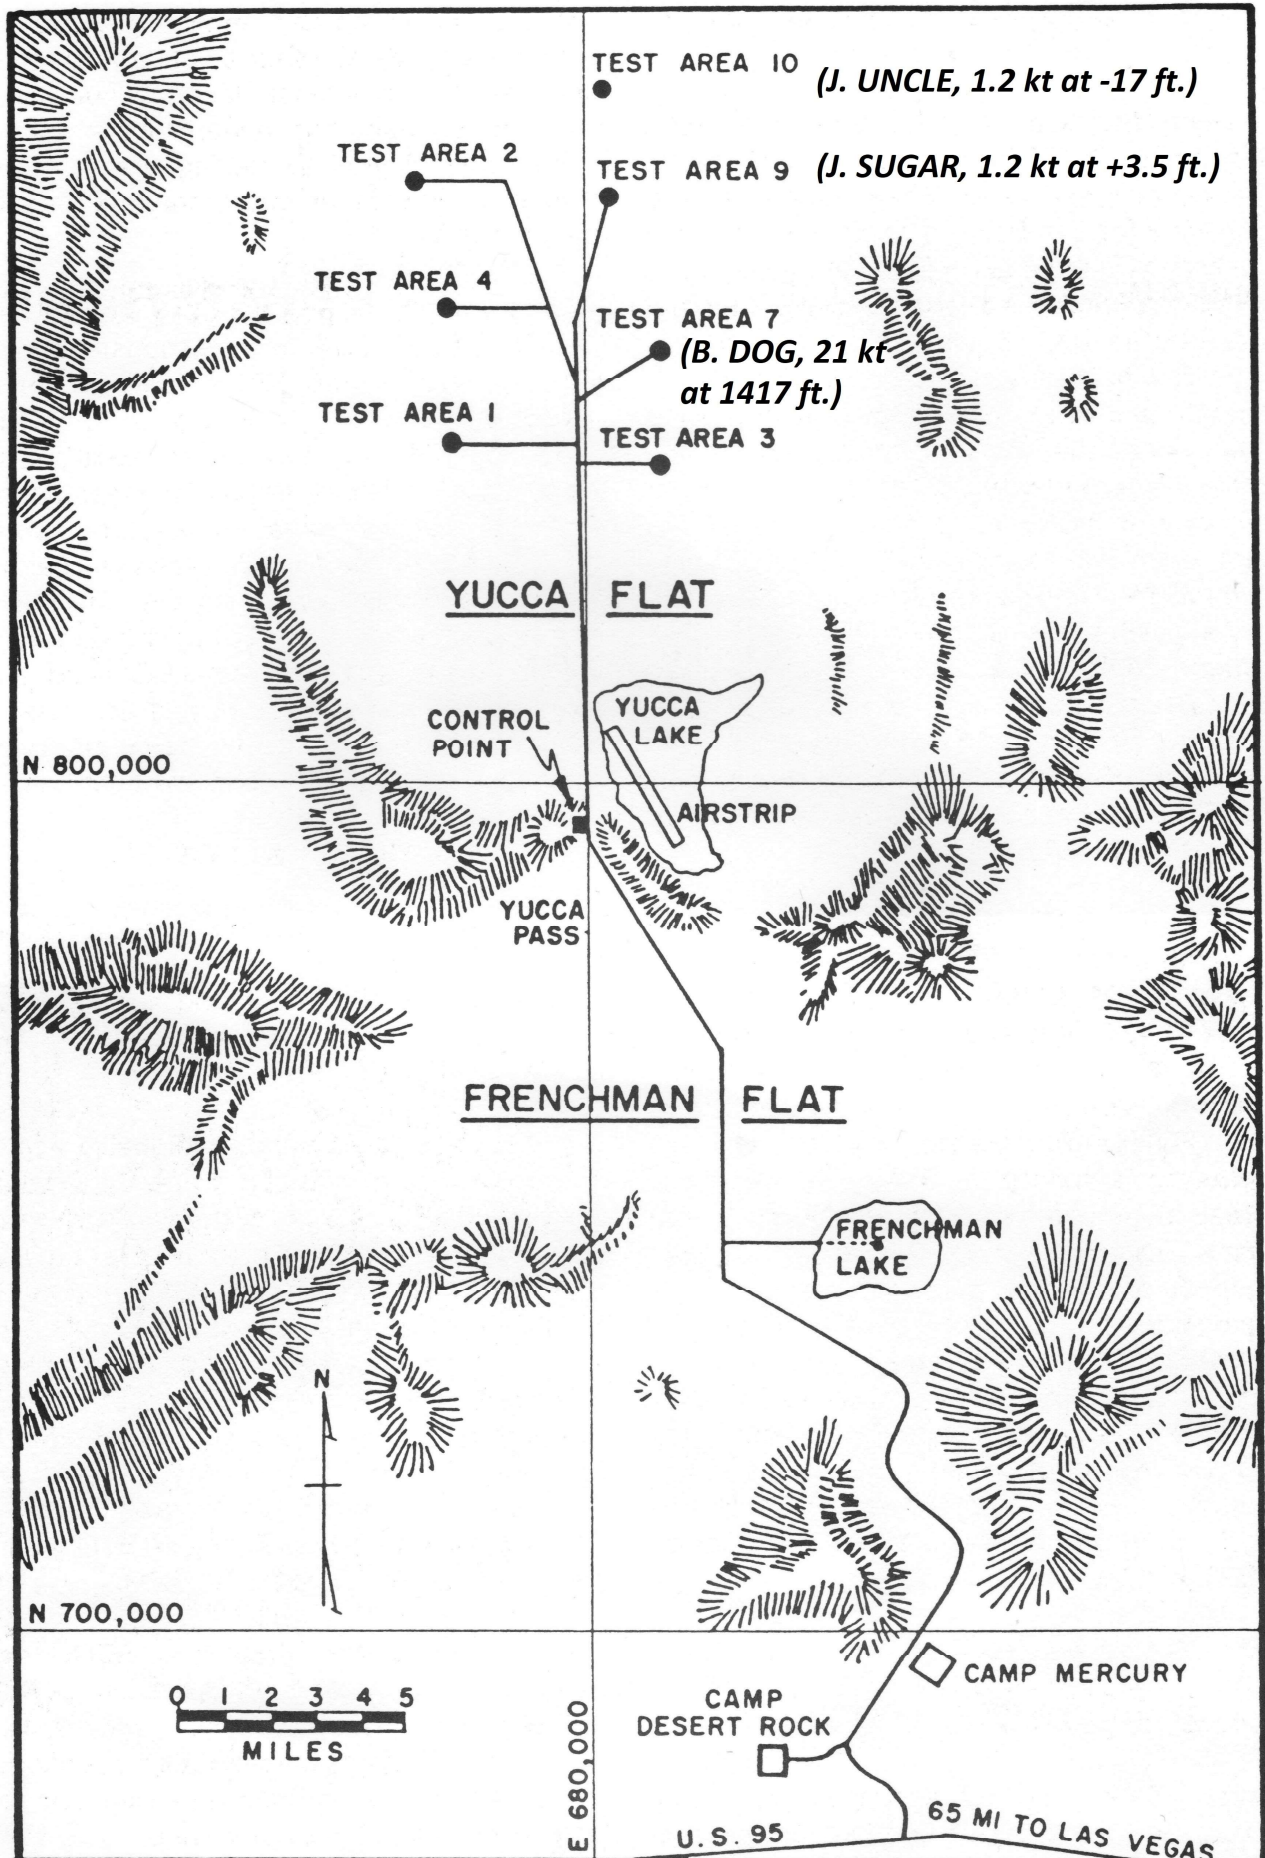 TEST AREA 10
(J. UNCLE, 1.2 kt at -17 ft.)
TEST AREA 2
TEST AREA 9
(J. SUGAR, 1.2 kt at +3.5 ft.)
TEST AREA 4
TEST AREA 7
(B. DOG, 21 kt
at 1417 ft.)
TEST AREA 1
TEST AREA 3
YUCCA FLAT
YUCCA
LAKE
CONTROL
POINT
N 800,000
AIRSTRIP
YUCCA
PASS
FRENCHMAN FLAT
FRENCHMAN
LAKE
N
N 700,000
CAMP MERCURY
CAMP
DESERT ROCK
0 1 2 3 4 5
MILES
E 680,000
U.S. 95
65 MI TO LAS VEGAS